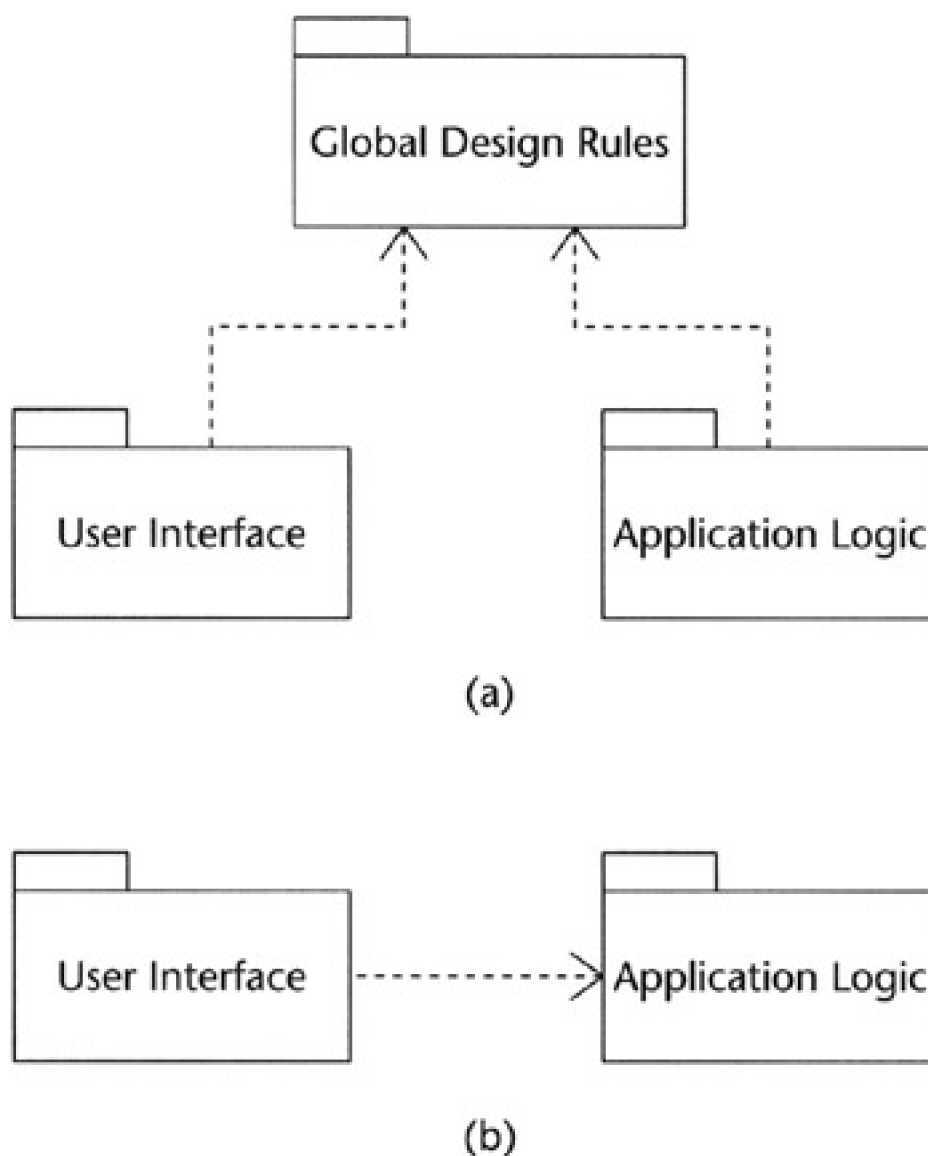 Global Design Rules
User Interface
Application Logic
(a)
User Interface
Application Logic
(b)